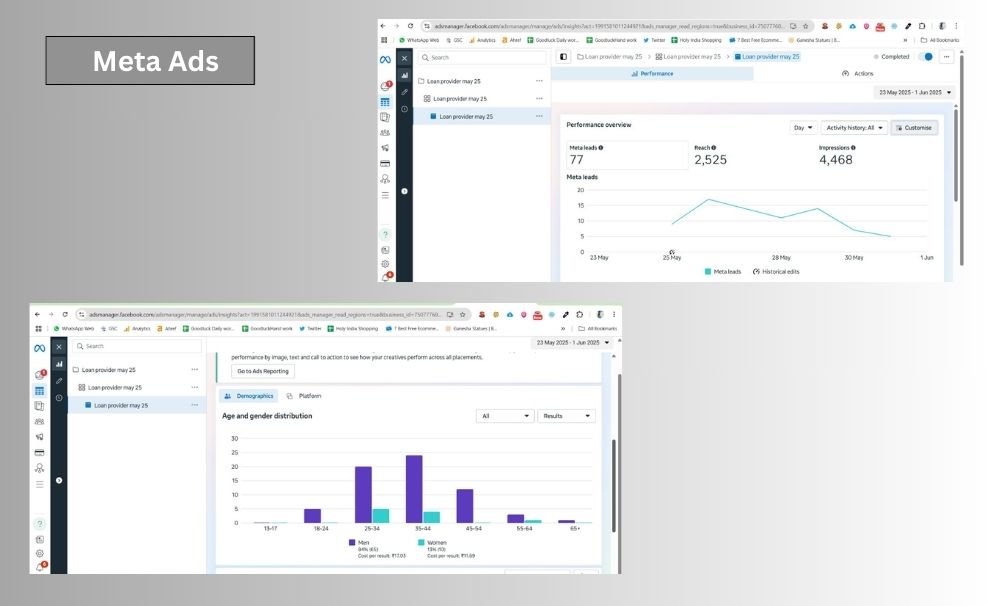 Meta Ads
adsmanager.facebook.com/adsmanager/manage/ads/insights?act=1991581011244921&ads_manager_read_regions=true&business_id=75077760...
WhatsApp Web GSC Analytics Ahref Goodluck Daily wor... GoodluckHand work Twitter Holy India Shopping 7 Best Free Ecomme... Ganesha Statues | B... » All Bookmarks
Search
Loan provider may 25 > Loan provider may 25 > Loan provider may 25
Completed
Performance
Actions
Loan provider may 25
Loan provider may 25
Loan provider may 25
23 May 2025 - 1 Jun 2025
Performance overview
Day
Activity history: All
Customise
Meta leads
77
Reach
2,525
Impressions
4,468
Meta leads
20
15
10
5
0
23 May 25 May 28 May 30 May 1 Jun
Meta leads Historical edits
adsmanager.facebook.com/adsmanager/manage/ads/insights?act=1991581011244921&ads_manager_read_regions=true&business_id=75077760...
WhatsApp Web GSC Analytics Ahref Goodluck Daily wor... GoodluckHand work Twitter Holy India Shopping 7 Best Free Ecomme... Ganesha Statues | B... » All Bookmarks
Search
23 May 2025 - 1 Jun 2025
Loan provider may 25
Loan provider may 25
Loan provider may 25
performance by image, text and call to action to see how your creatives perform across all placements.
Go to Ads Reporting
Demographics
Platform
Age and gender distribution
All
Results
30
25
20
15
10
5
0
13-17 18-24 25-34 35-44 45-54 55-64 65+
Men
84% (65)
Cost per result: ₹17.03
Women
13% (10)
Cost per result: ₹11.69